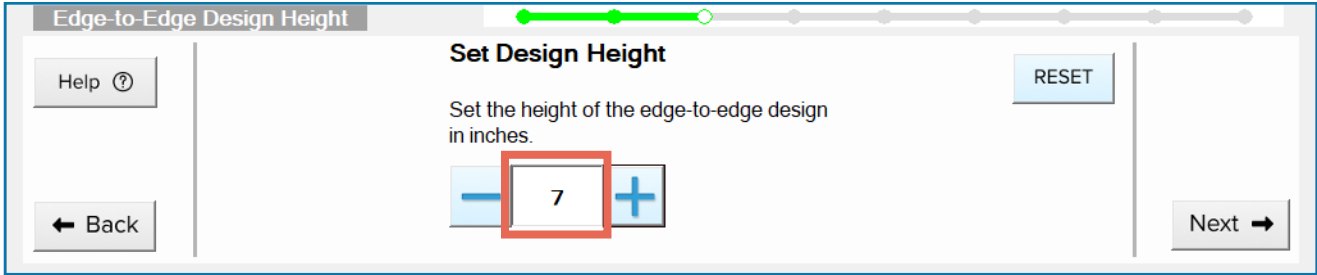 Edge-to-Edge Design Height
Help ?
Set Design Height
RESET
Set the height of the edge-to-edge design
in inches.
− 7 +
← Back
Next →